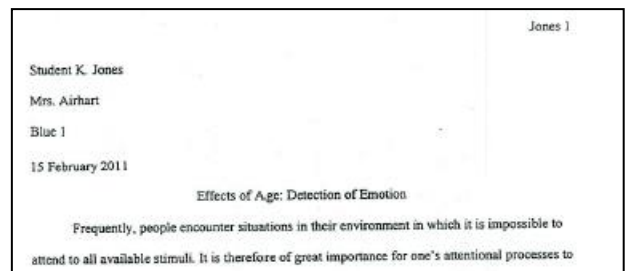 Jones 1
Student K. Jones
Mrs. Airhart
Blue 1
15 February 2011
Effects of Age: Detection of Emotion
Frequently, people encounter situations in their environment in which it is impossible to
attend to all available stimuli. It is therefore of great importance for one's attentional processes to